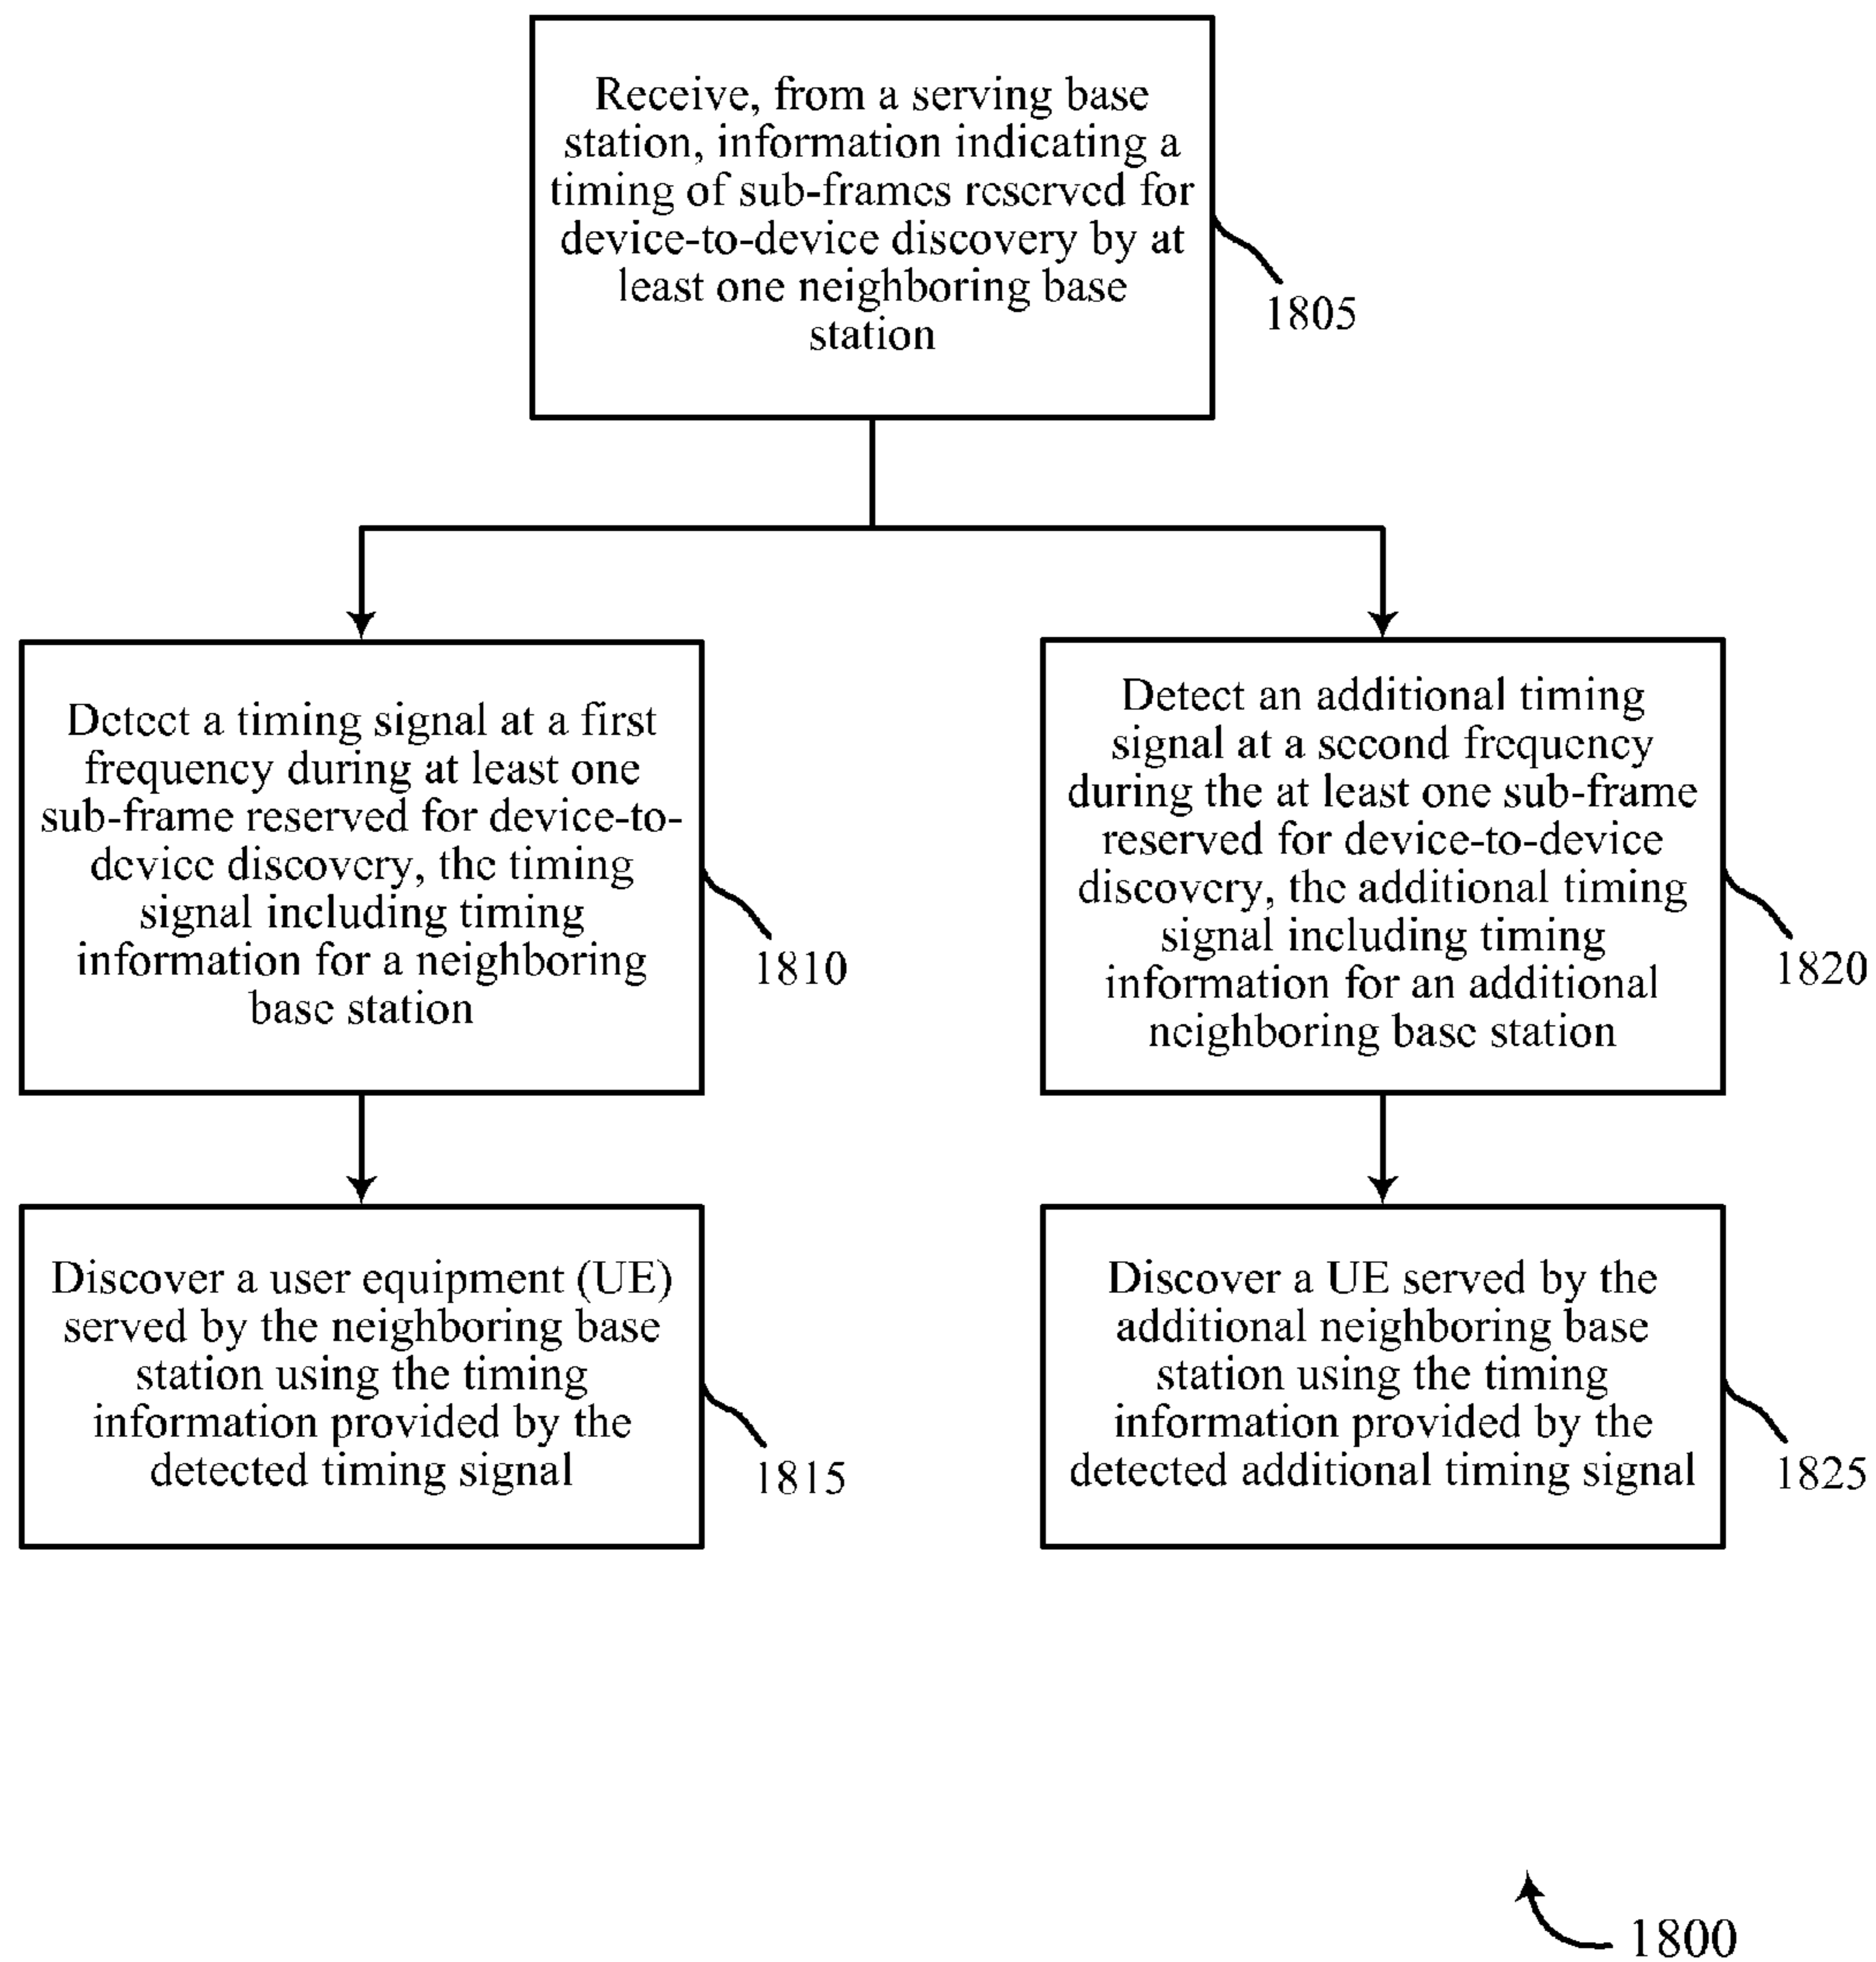 Receive, from a serving base
station, information indicating a
timing of sub-frames reserved for
device-to-device discovery by at
least one neighboring base
station
1805
Detect a timing signal at a first
frequency during at least one
sub-frame reserved for device-to-
device discovery, the timing
signal including timing
information for a neighboring
base station
1810
Detect an additional timing
signal at a second frequency
during the at least one sub-frame
reserved for device-to-device
discovery, the additional timing
signal including timing
information for an additional
neighboring base station
1820
Discover a user equipment (UE)
served by the neighboring base
station using the timing
information provided by the
detected timing signal
1815
Discover a UE served by the
additional neighboring base
station using the timing
information provided by the
detected additional timing signal
1825
1800